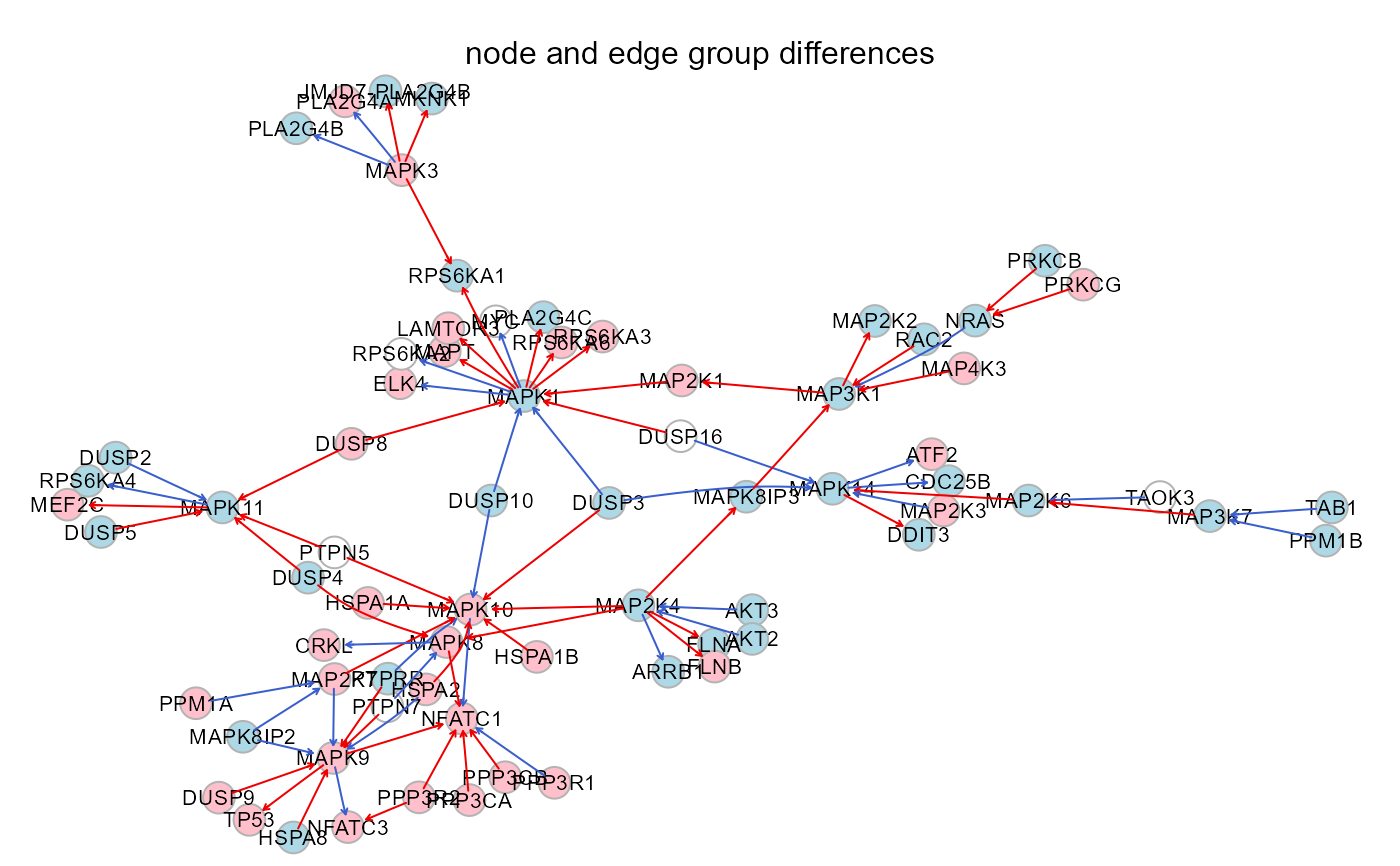 node and edge group differences
JMJD7-PLA2G4B
PLA2G4A
MKNK1
PLA2G4B
MAPK3
RPS6KA1
PRKCB
PRKCG
MYC
PLA2G4C
LAMTOR3
RPS6KA3
RPS6KA6
RPS6KA2
MAPT
ELK4
MAPK1
MAP2K2
NRAS
RAC2
MAP4K3
MAP2K1
MAP3K1
DUSP16
DUSP8
DUSP2
RPS6KA4
MEF2C
MAPK11
DUSP5
DUSP10
DUSP3
MAPK8IP3
MAPK14
ATF2
CDC25B
MAP2K3
DDIT3
MAP2K6
TAOK3
MAP3K7
TAB1
PPM1B
PTPN5
DUSP4
HSPA1A
MAPK10
MAP2K4
AKT3
AKT2
FLNA
FLNB
ARRB1
CRKL
MAPK8
HSPA1B
MAP2K7
PTPRR
HSPA2
PTPN7
PPM1A
NFATC1
MAPK8IP2
MAPK9
PPP3CB
PPP3R1
DUSP9
PPP3R2
PPP3CA
TP53
NFATC3
HSPA8